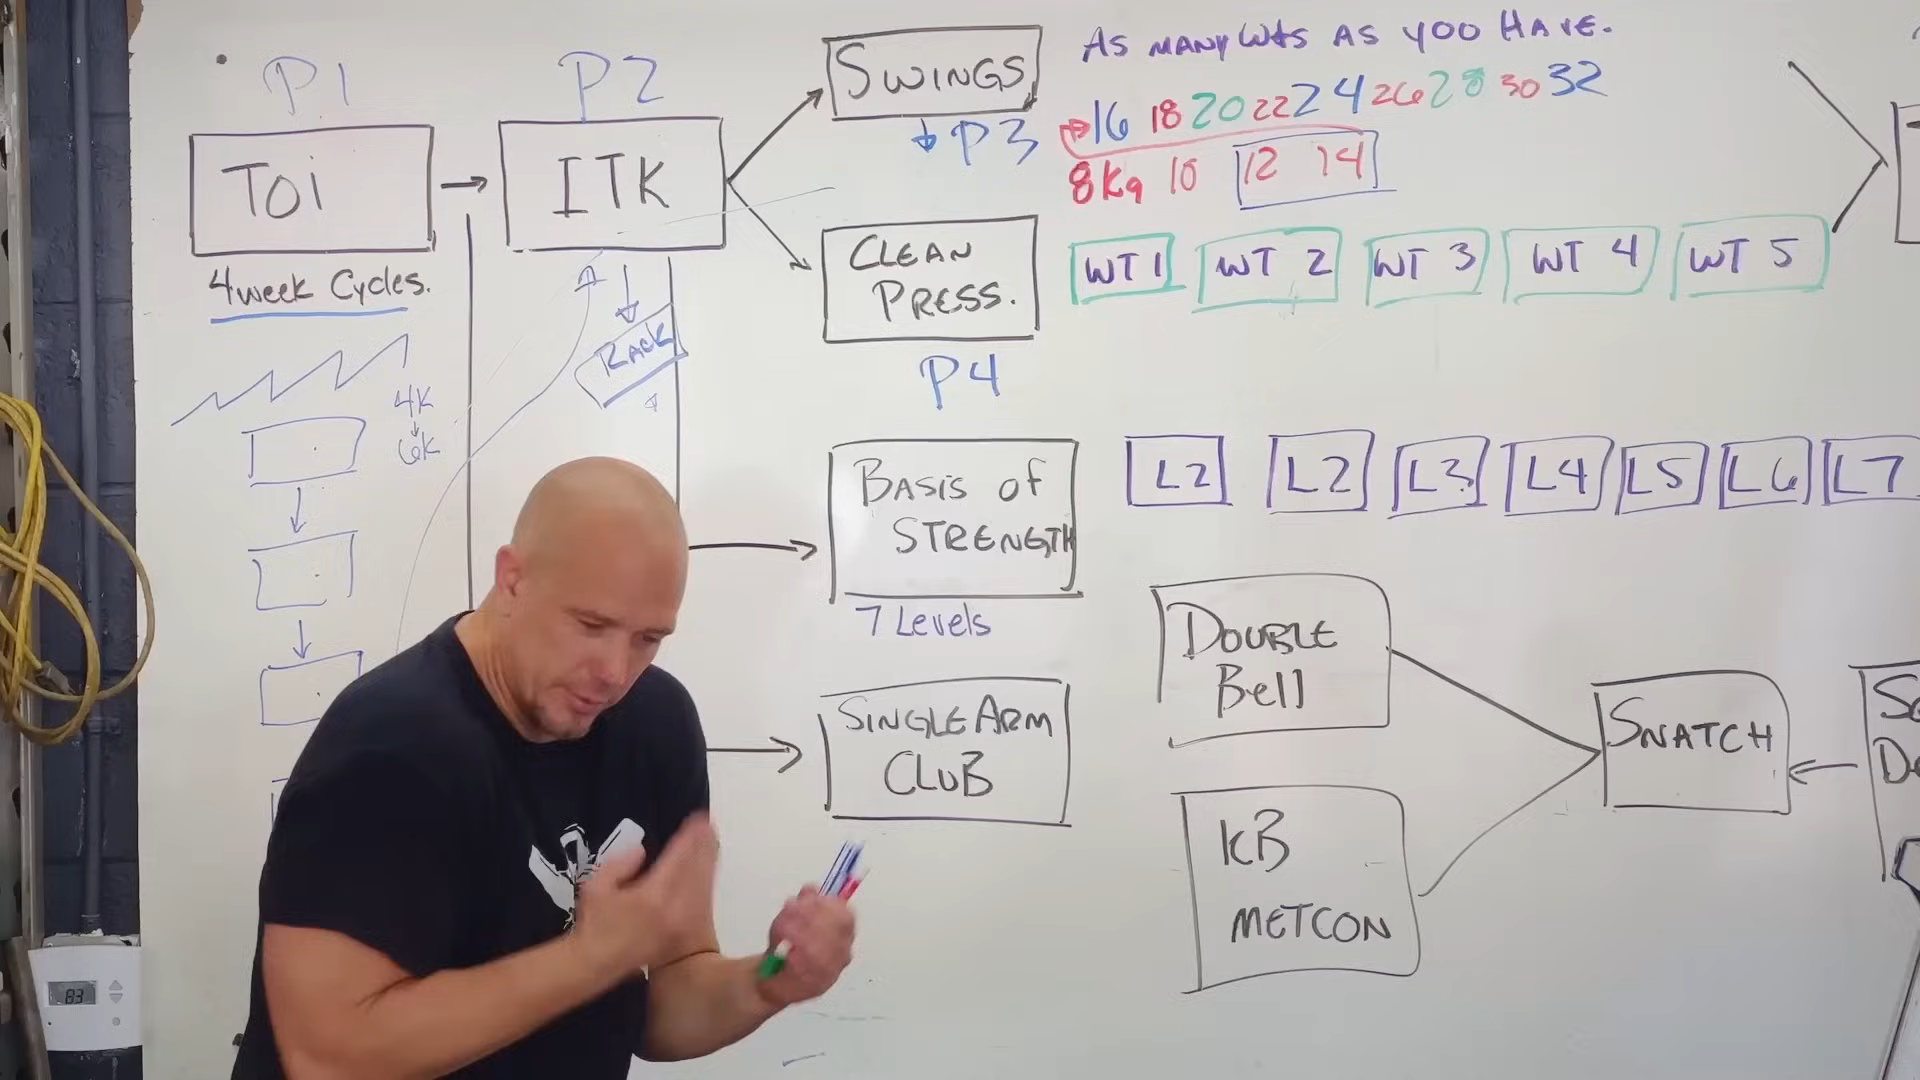 P1
TOi
4 week Cycles.
4K
6K
P2
ITK
RACK
SWINGS
P3
AS MANY Wts AS YOU HAVE.
16 18 20 22 24 26 28 30 32
8Kg 10 12 14
CLEAN
PRESS.
P4
WT 1 WT 2 WT 3 WT 4 WT 5
BASIS OF
STRENGTH
7 Levels
L2 L2 L3 L4 L5 L6 L7
SINGLE ARM
CLUB
DOUBLE
Bell
KB
METCON
SNATCH
83